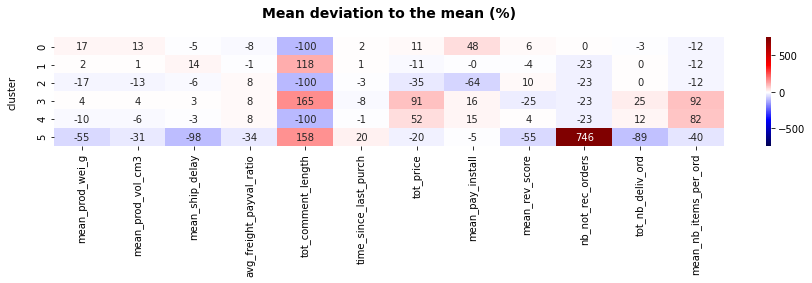 Mean deviation to the mean (%)
cluster
0 17 13 -5 -8 -100 2 11 48 6 0 -3 -12
1 2 1 14 -1 118 1 -11 -0 -4 -23 0 -12
2 -17 -13 -6 8 -100 -3 -35 -64 10 -23 0 -12
3 4 4 3 8 165 -8 91 16 -25 -23 25 92
4 -10 -6 -3 8 -100 -1 52 15 4 -23 12 82
5 -55 -31 -98 -34 158 20 -20 -5 -55 746 -89 -40
mean_prod_wei_g
mean_prod_vol_cm3
mean_ship_delay
avg_freight_payval_ratio
tot_comment_length
time_since_last_purch
tot_price
mean_pay_install
mean_rev_score
nb_not_rec_orders
tot_nb_deliv_ord
mean_nb_items_per_ord
500
0
−500